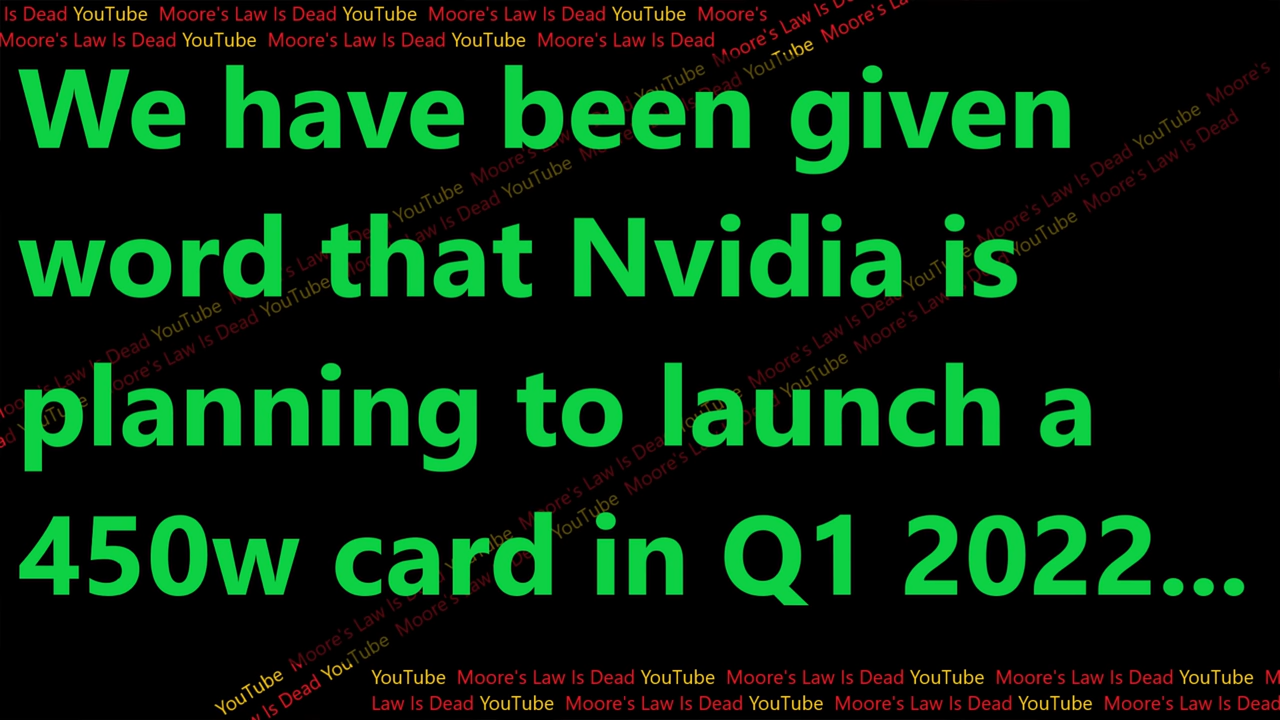 Is Dead YouTube Moore's Law Is Dead YouTube Moore's Law Is Dead YouTube Moore's
Moore's Law Is Dead YouTube Moore's Law Is Dead YouTube Moore's Law Is Dead
We have been given
word that Nvidia is
planning to launch a
450w card in Q1 2022...
YouTube Moore's Law Is Dead YouTube Moore's Law Is Dead YouTube Moore's Law Is Dead YouTube
Law Is Dead YouTube Moore's Law Is Dead YouTube Moore's Law Is Dead YouTube Moore's Law Is Dead